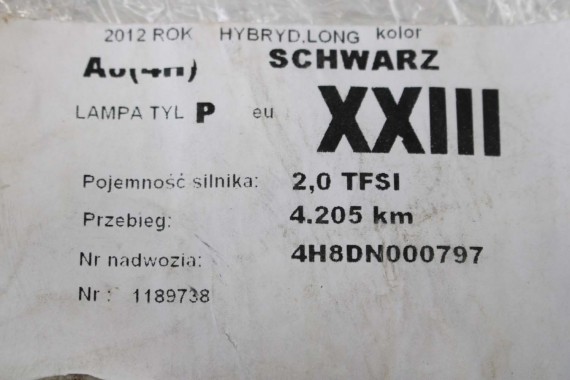 2012 ROK HYBRYD.LONG kolor
SCHWARZ
LAMPA TYL P eu XXIII
Pojemność silnika: 2,0 TFSI
Przebieg: 4.205 km
Nr nadwozia: 4H8DN000797
Nr : 1189738